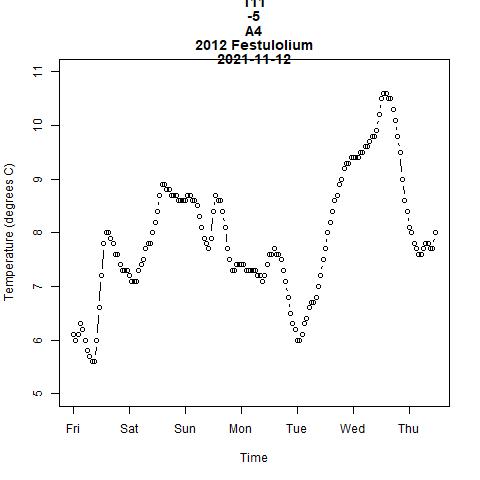 T11
-5
A4
2012 Festulolium
2021-11-12
Temperature (degrees C)
11
10
9
8
7
6
5
Fri Sat Sun Mon Tue Wed Thu
Time